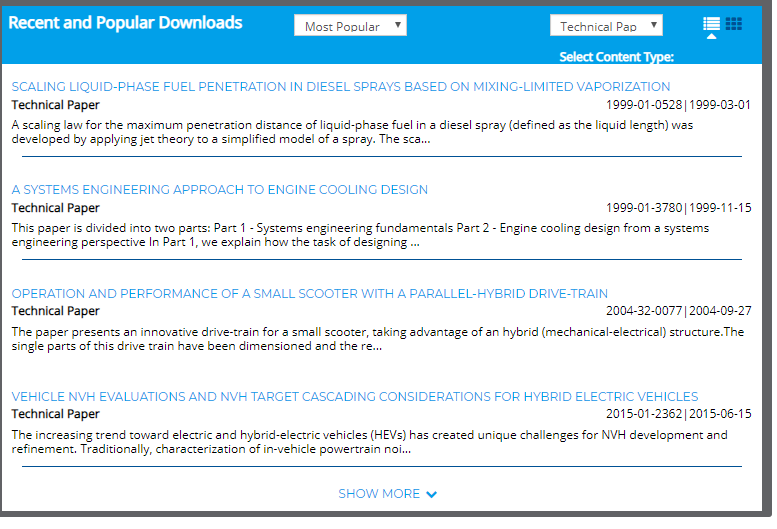 Recent and Popular Downloads
Most Popular
Technical Pap
Select Content Type:
SCALING LIQUID-PHASE FUEL PENETRATION IN DIESEL SPRAYS BASED ON MIXING-LIMITED VAPORIZATION
Technical Paper 1999-01-0528|1999-03-01
A scaling law for the maximum penetration distance of liquid-phase fuel in a diesel spray (defined as the liquid length) was
developed by applying jet theory to a simplified model of a spray. The sca...
A SYSTEMS ENGINEERING APPROACH TO ENGINE COOLING DESIGN
Technical Paper 1999-01-3780|1999-11-15
This paper is divided into two parts: Part 1 - Systems engineering fundamentals Part 2 - Engine cooling design from a systems
engineering perspective In Part 1, we explain how the task of designing ...
OPERATION AND PERFORMANCE OF A SMALL SCOOTER WITH A PARALLEL-HYBRID DRIVE-TRAIN
Technical Paper 2004-32-0077|2004-09-27
The paper presents an innovative drive-train for a small scooter, taking advantage of an hybrid (mechanical-electrical) structure.The
single parts of this drive train have been dimensioned and the re...
VEHICLE NVH EVALUATIONS AND NVH TARGET CASCADING CONSIDERATIONS FOR HYBRID ELECTRIC VEHICLES
Technical Paper 2015-01-2362|2015-06-15
The increasing trend toward electric and hybrid-electric vehicles (HEVs) has created unique challenges for NVH development and
refinement. Traditionally, characterization of in-vehicle powertrain noi...
SHOW MORE